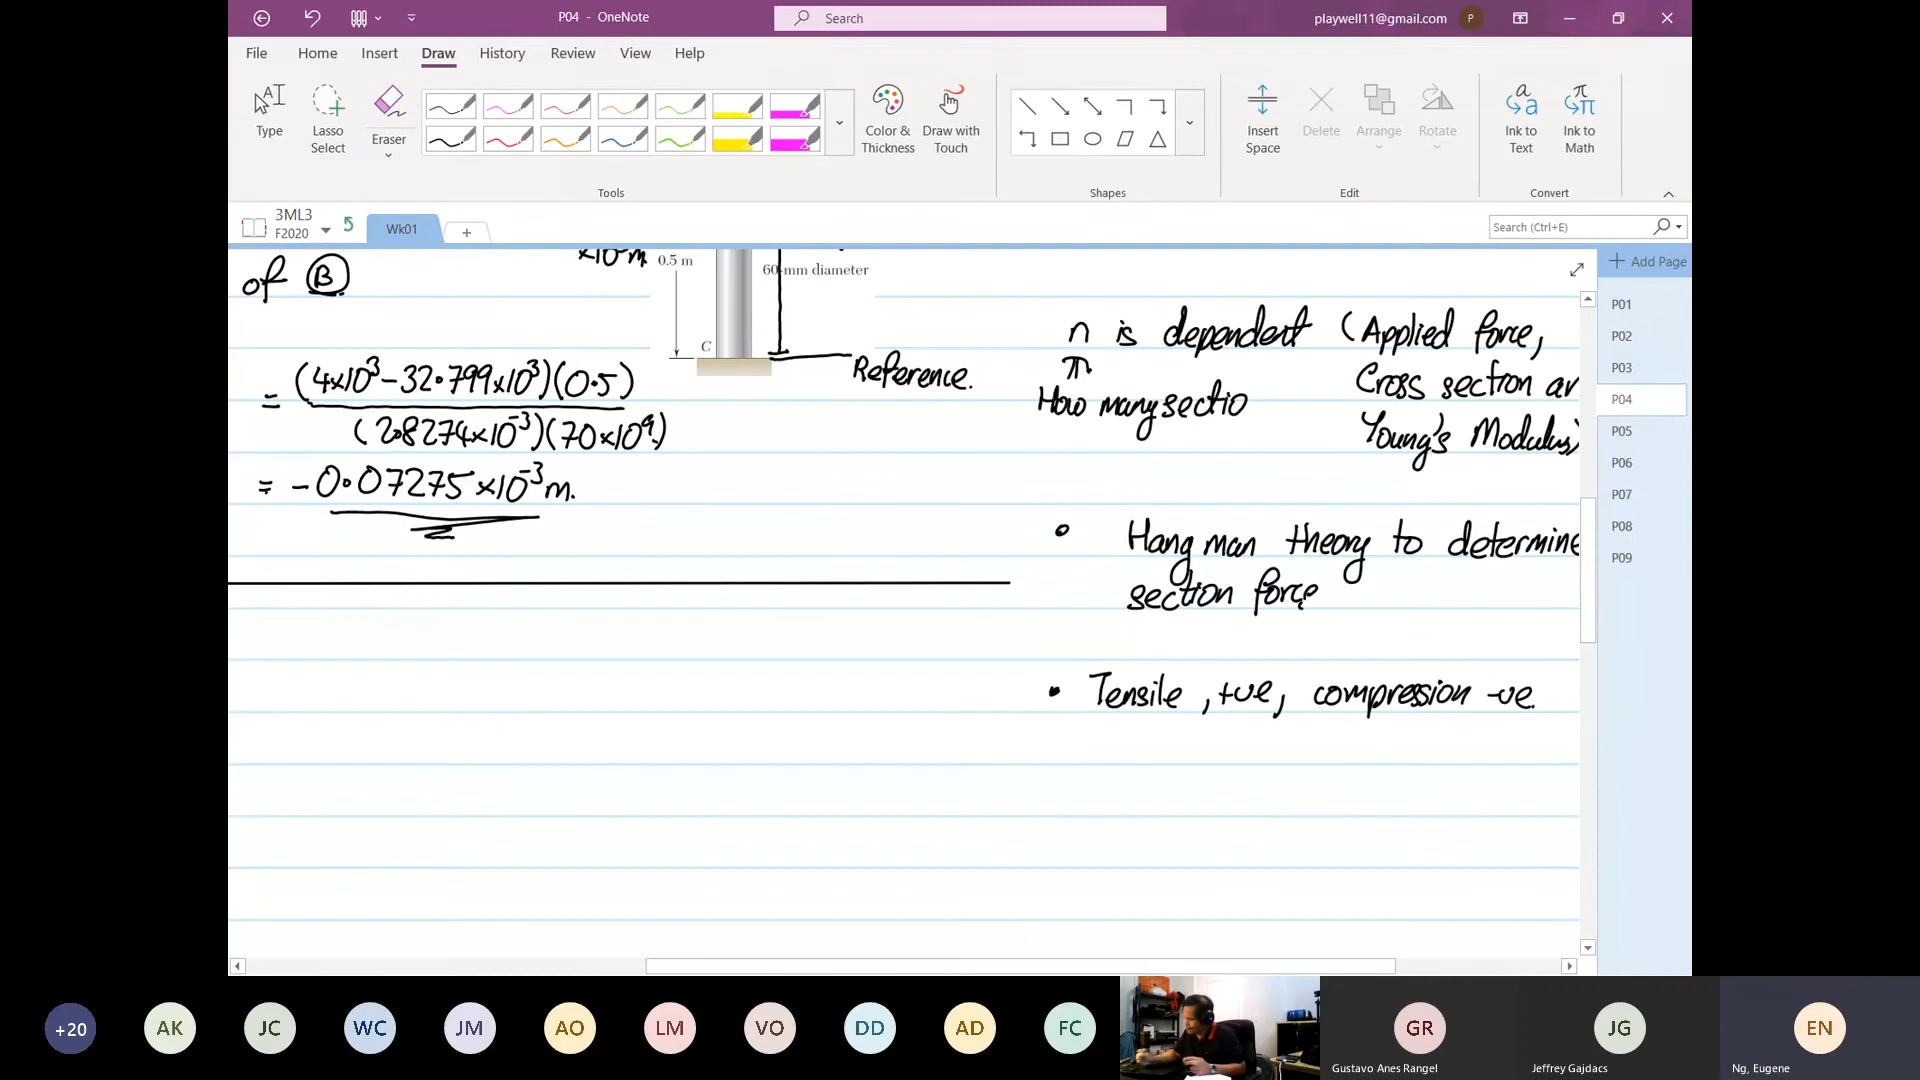 P04 - OneNote
Search
playwell11@gmail.com
P
File
Home
Insert
Draw
History
Review
View
Help
Type
Lasso
Select
Eraser
Color &
Thickness
Draw with
Touch
Insert
Space
Delete
Arrange
Rotate
Ink to
Text
Ink to
Math
Tools
Shapes
Edit
Convert
3ML3
F2020
Wk01
+
Search (Ctrl+E)
Add Page
P01
P02
P03
P04
P05
P06
P07
P08
P09
of B
×10 m
0.5 m
60-mm diameter
C
Reference.
= (4×10³ - 32.799×10³)(0.5)
(2.8274×10⁻³)(70×10⁹)
= -0.07275×10⁻³ m.
n is dependent (Applied force,
Cross section ar
Young's Modulus)
How many sectio
• Hang man theory to determine
section force
• Tensile, +ve, compression -ve.
+20
AK
JC
WC
JM
AO
LM
VO
DD
AD
FC
GR
Gustavo Anes Rangel
JG
Jeffrey Gajdacs
EN
Ng, Eugene